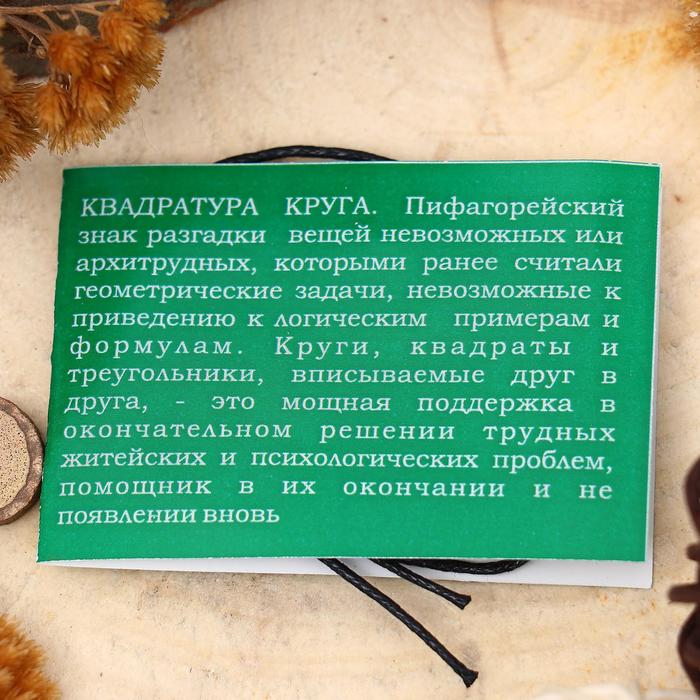 КВАДРАТУРА КРУГА. Пифагорейский
знак разгадки вещей невозможных или
архитрудных, которыми ранее считали
геометрические задачи, невозможные к
приведению к логическим примерам и
формулам. Круги, квадраты и
треугольники, вписываемые друг в
друга, - это мощная поддержка в
окончательном решении трудных
житейских и психологических проблем,
помощник в их окончании и не
появлении вновь